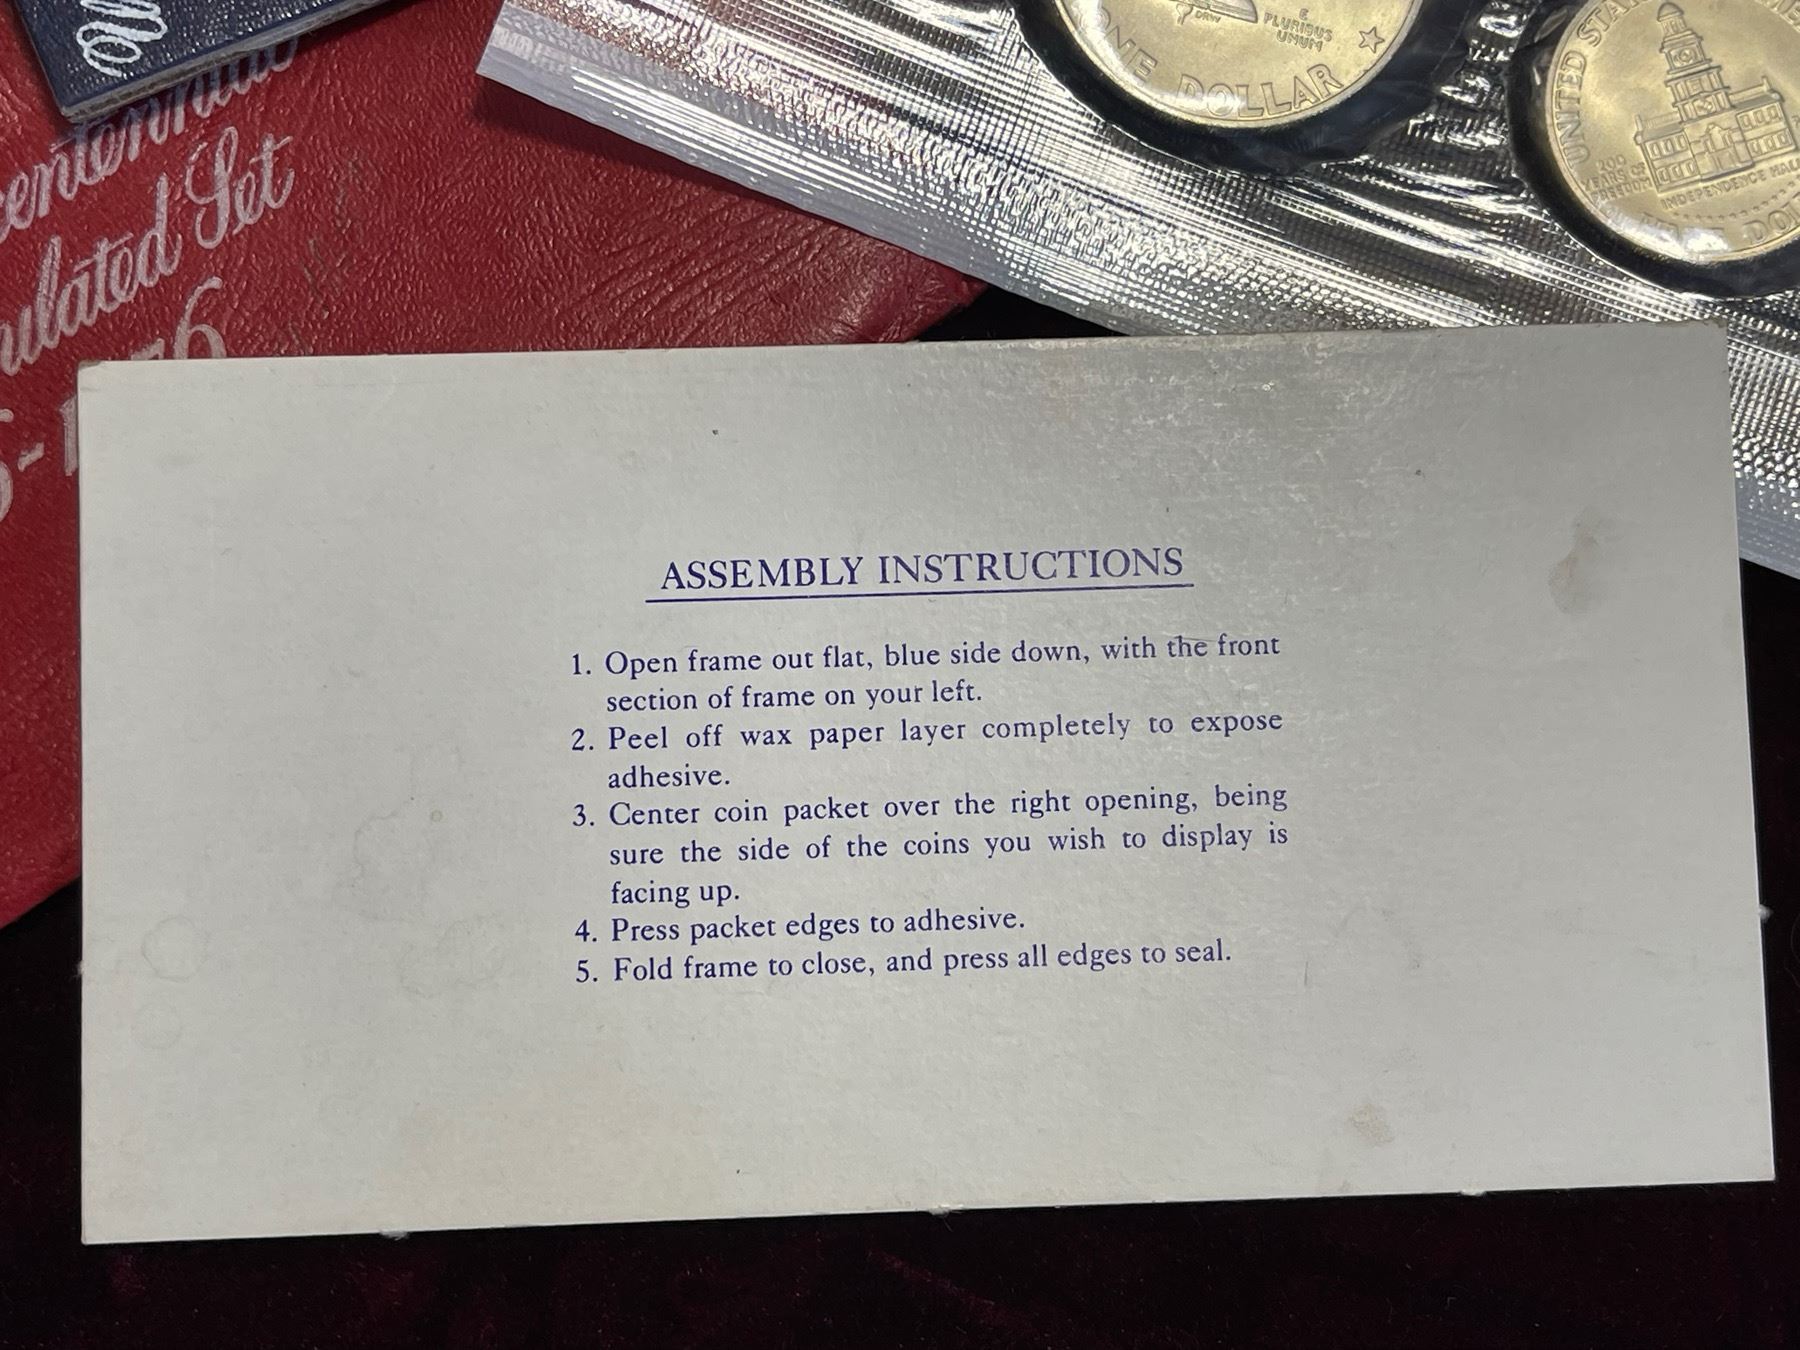 E
PLURIBUS
UMUM
ONE DOLLAR
UNITED
200
YEARS OF
FREEDOM
INDEPENDENCE
Set
ASSEMBLY INSTRUCTIONS
1. Open frame out flat, blue side down, with the front
section of frame on your left.
2. Peel off wax paper layer completely to expose
adhesive.
3. Center coin packet over the right opening, being
sure the side of the coins you wish to display is
facing up.
4. Press packet edges to adhesive.
5. Fold frame to close, and press all edges to seal.